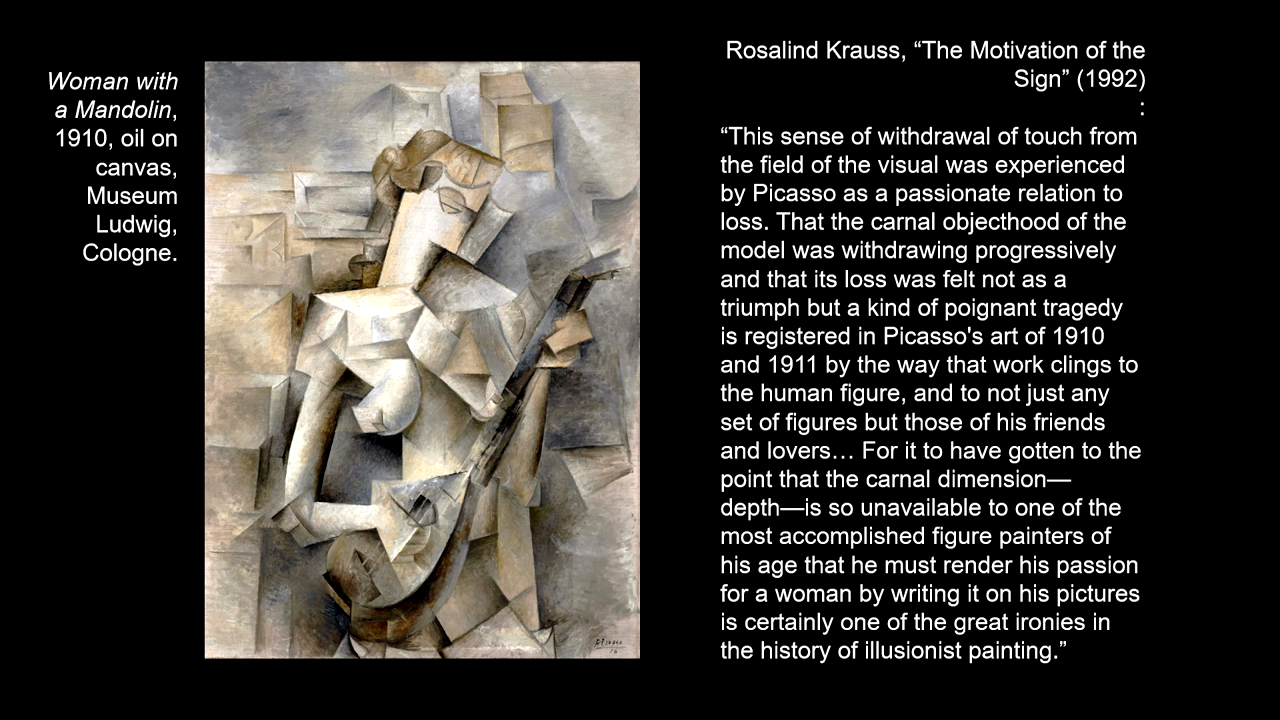 Woman with
a Mandolin,
1910, oil on
canvas,
Museum
Ludwig,
Cologne.
Rosalind Krauss, “The Motivation of the
Sign” (1992)
:
“This sense of withdrawal of touch from
the field of the visual was experienced
by Picasso as a passionate relation to
loss. That the carnal objecthood of the
model was withdrawing progressively
and that its loss was felt not as a
triumph but a kind of poignant tragedy
is registered in Picasso's art of 1910
and 1911 by the way that work clings to
the human figure, and to not just any
set of figures but those of his friends
and lovers… For it to have gotten to the
point that the carnal dimension—
depth—is so unavailable to one of the
most accomplished figure painters of
his age that he must render his passion
for a woman by writing it on his pictures
is certainly one of the great ironies in
the history of illusionist painting.”
Picasso